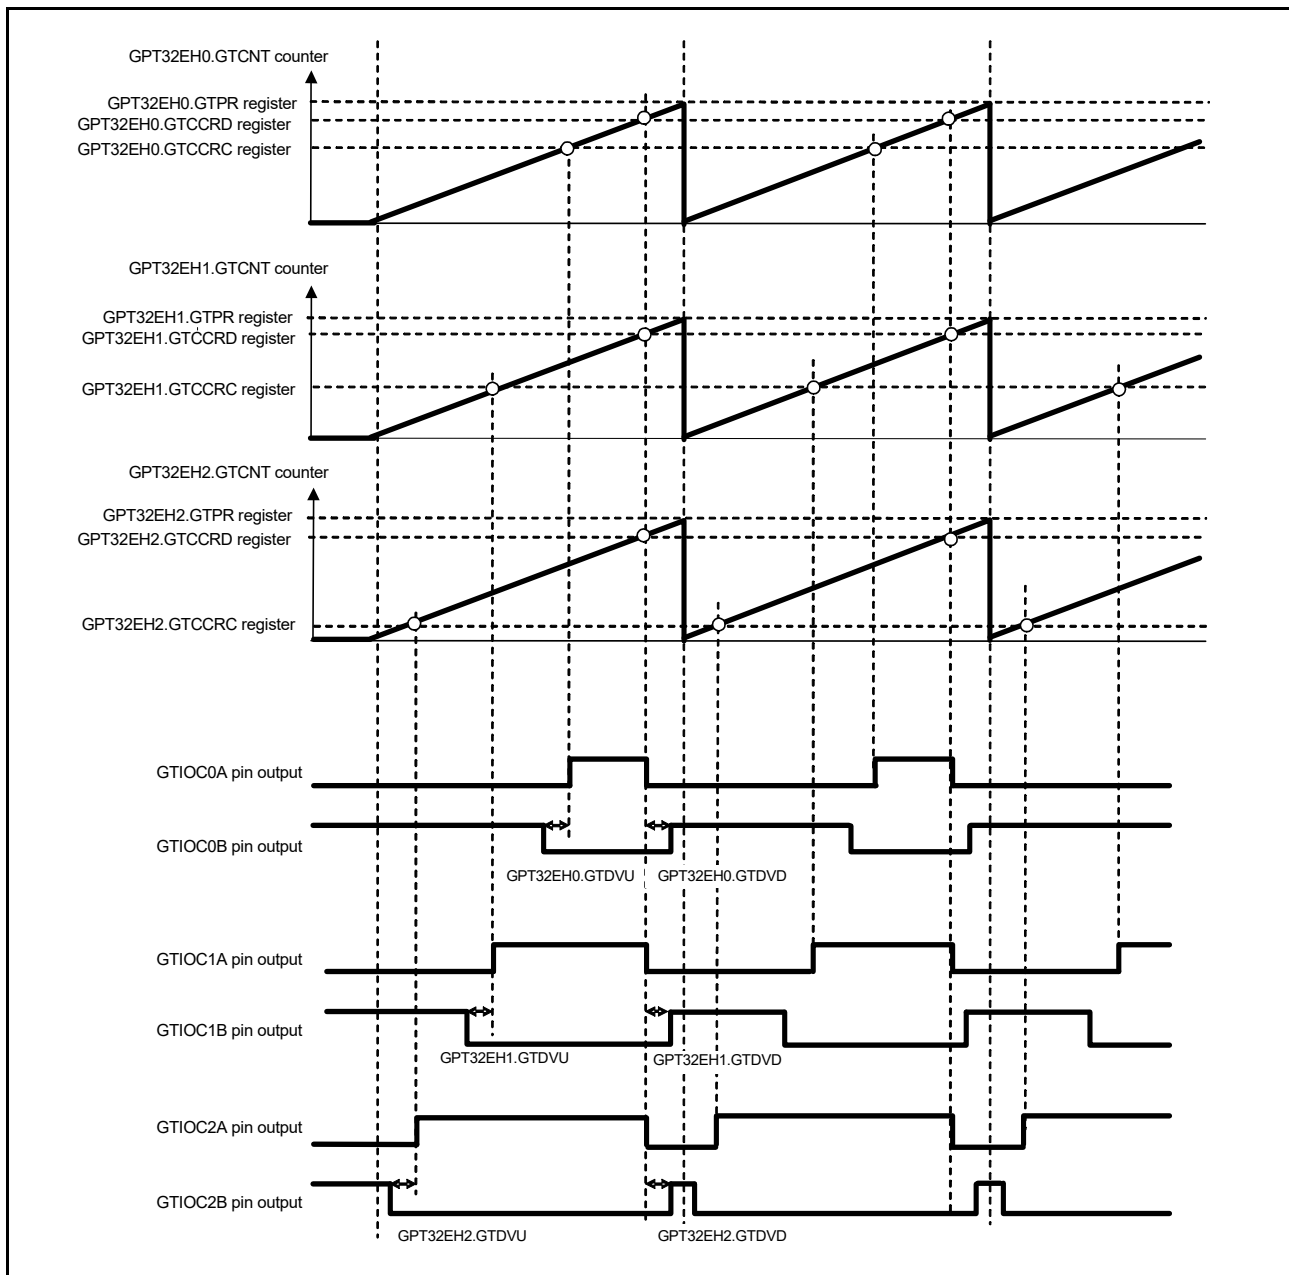 GPT32EH0.GTCNT counter
GPT32EH0.GTPR register
GPT32EH0.GTCCRD register
GPT32EH0.GTCCRC register
GPT32EH1.GTCNT counter
GPT32EH1.GTPR register
GPT32EH1.GTCCRD register
GPT32EH1.GTCCRC register
GPT32EH2.GTCNT counter
GPT32EH2.GTPR register
GPT32EH2.GTCCRD register
GPT32EH2.GTCCRC register
GTIOC0A pin output
GTIOC0B pin output
GPT32EH0.GTDVU GPT32EH0.GTDVD
GTIOC1A pin output
GTIOC1B pin output
GPT32EH1.GTDVU GPT32EH1.GTDVD
GTIOC2A pin output
GTIOC2B pin output
GPT32EH2.GTDVU GPT32EH2.GTDVD